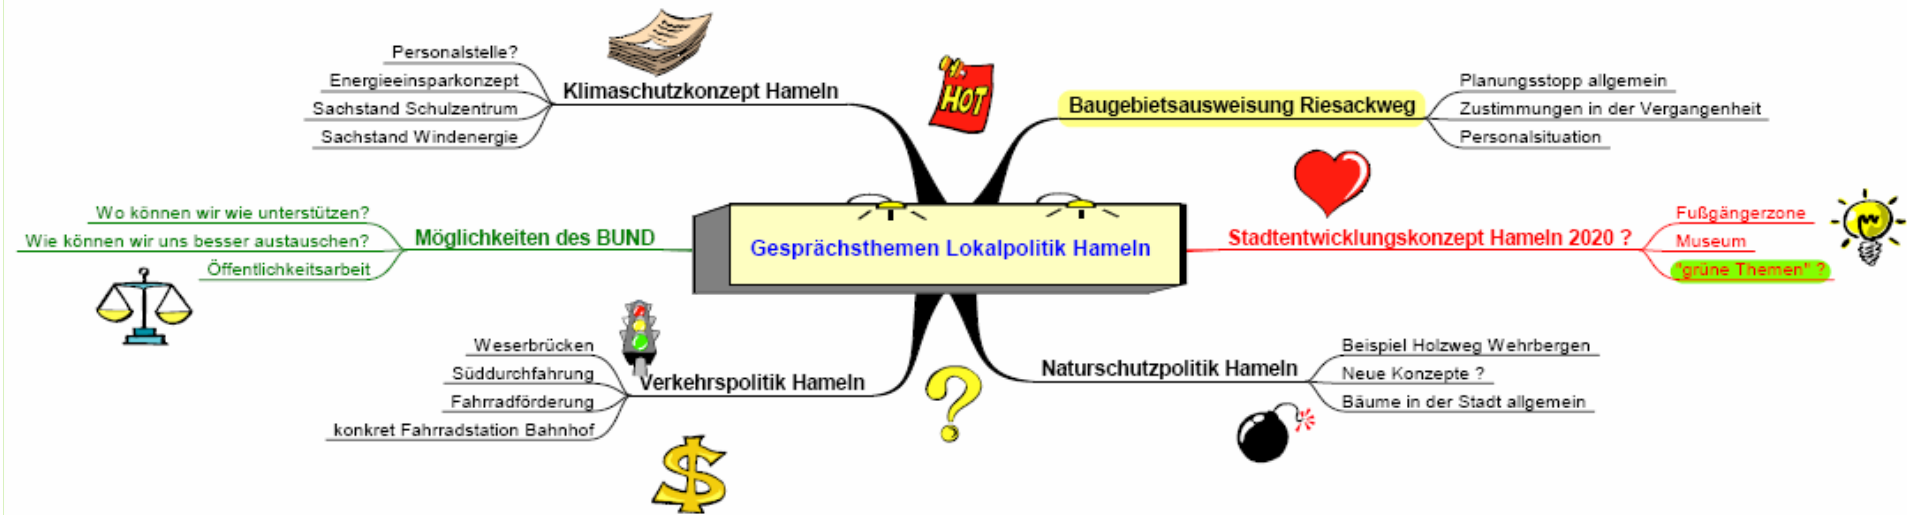 Personalstelle?
Energieeinsparkonzept
Sachstand Schulzentrum
Sachstand Windenergie
Klimaschutzkonzept Hameln
HOT
Baugebietsausweisung Riesackweg
Planungsstopp allgemein
Zustimmungen in der Vergangenheit
Personalsituation
Wo können wir wie unterstützen?
Wie können wir uns besser austauschen?
Öffentlichkeitsarbeit
Möglichkeiten des BUND
Gesprächsthemen Lokalpolitik Hameln
Stadtentwicklungskonzept Hameln 2020 ?
Fußgängerzone
Museum
"grüne Themen" ?
Weserbrücken
Süddurchfahrung
Fahrradförderung
konkret Fahrradstation Bahnhof
Verkehrspolitik Hameln
Naturschutzpolitik Hameln
Beispiel Holzweg Wehrbergen
Neue Konzepte ?
Bäume in der Stadt allgemein